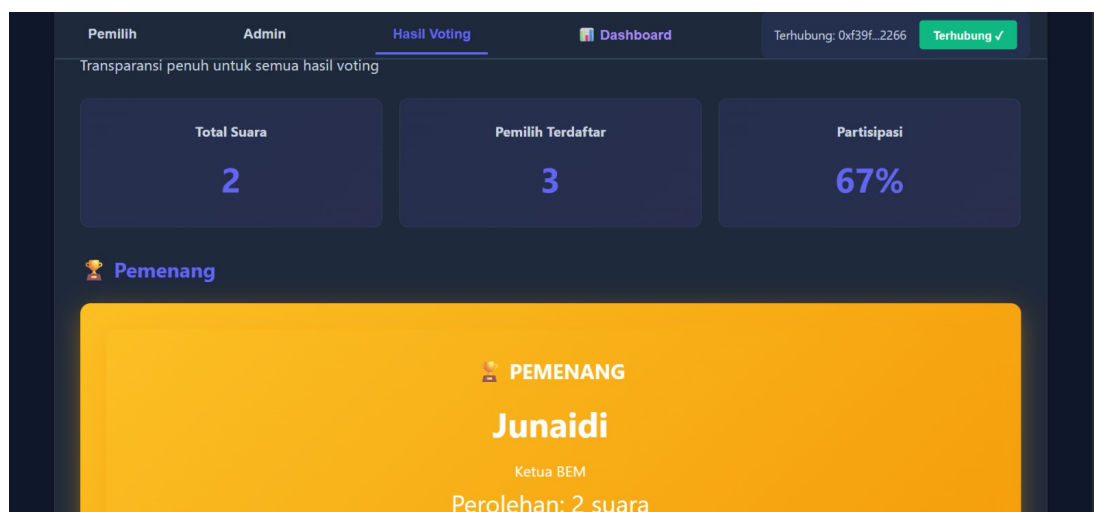 Pemilih Admin Hasil Voting Dashboard Terhubung: 0xf39f...2266 Terhubung ✓
Transparansi penuh untuk semua hasil voting
Total Suara Pemilih Terdaftar Partisipasi
2 3 67%
Pemenang
PEMENANG
Junaidi
Ketua BEM
Perolehan: 2 suara